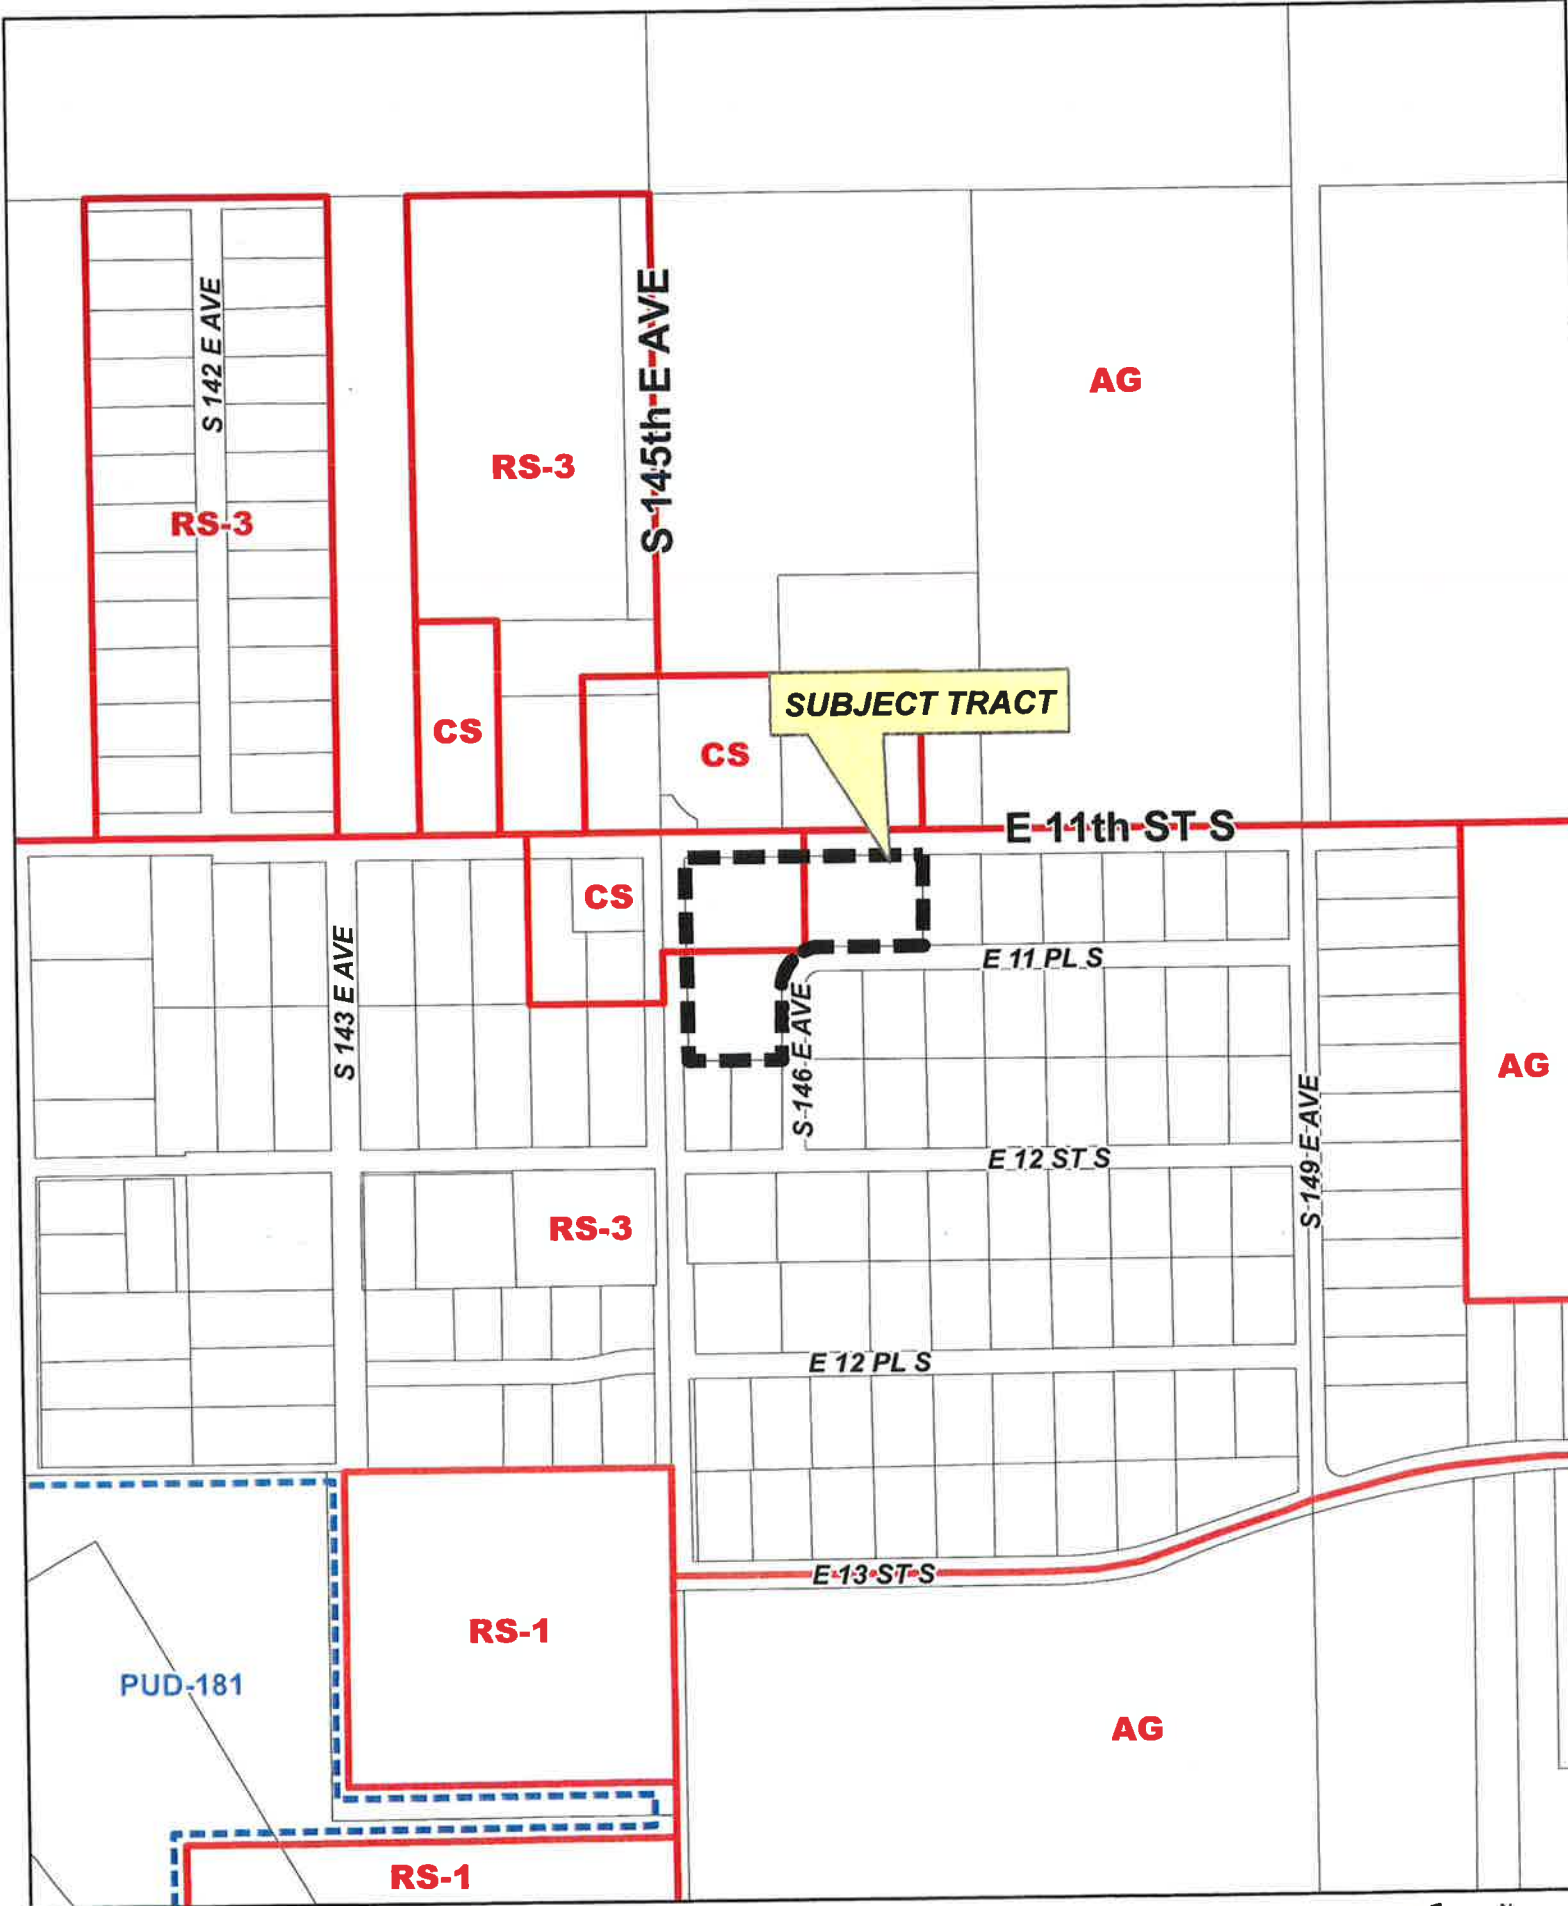 S 142 E AVE
S 145th E AVE
AG
RS-3
RS-3
SUBJECT TRACT
CS
CS
E 11th ST S
CS
E 11 PL S
S 143 E AVE
S 146 E AVE
AG
E 12 ST S
S 149 E AVE
RS-3
E 12 PL S
E 13 ST S
RS-1
PUD-181
AG
RS-1